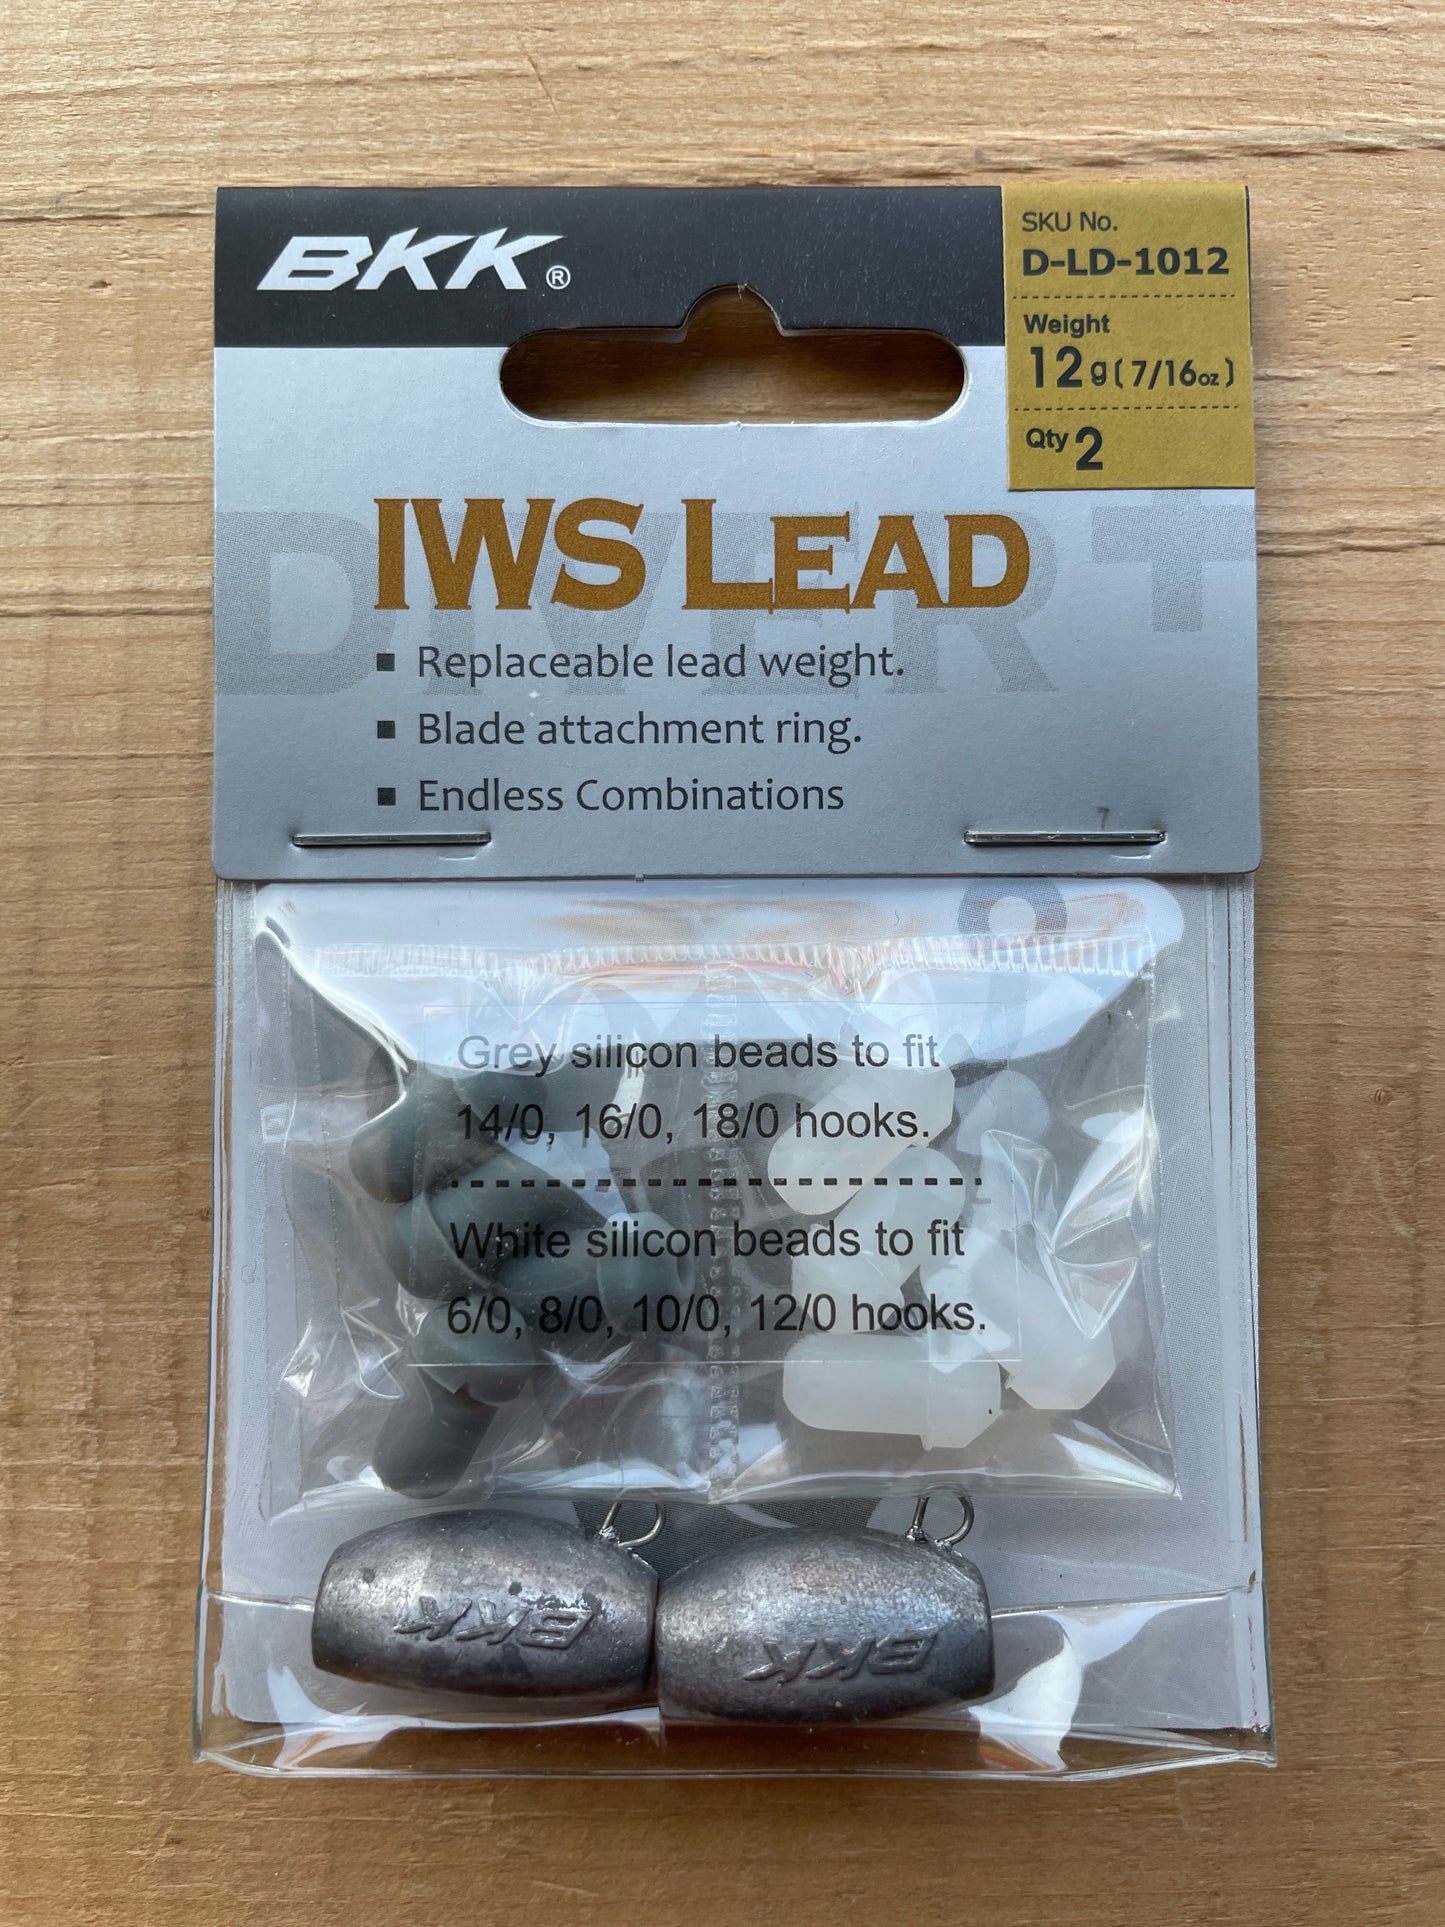 BKK®
SKU No.
D-LD-1012
Weight
12g(7/16oz)
Qty 2
DIVERT
IWS LEAD
▪ Replaceable lead weight.
▪ Blade attachment ring.
▪ Endless Combinations
Grey silicon beads to fit
14/0, 16/0, 18/0 hooks.
White silicon beads to fit
6/0, 8/0, 10/0, 12/0 hooks.
BKK
BKK